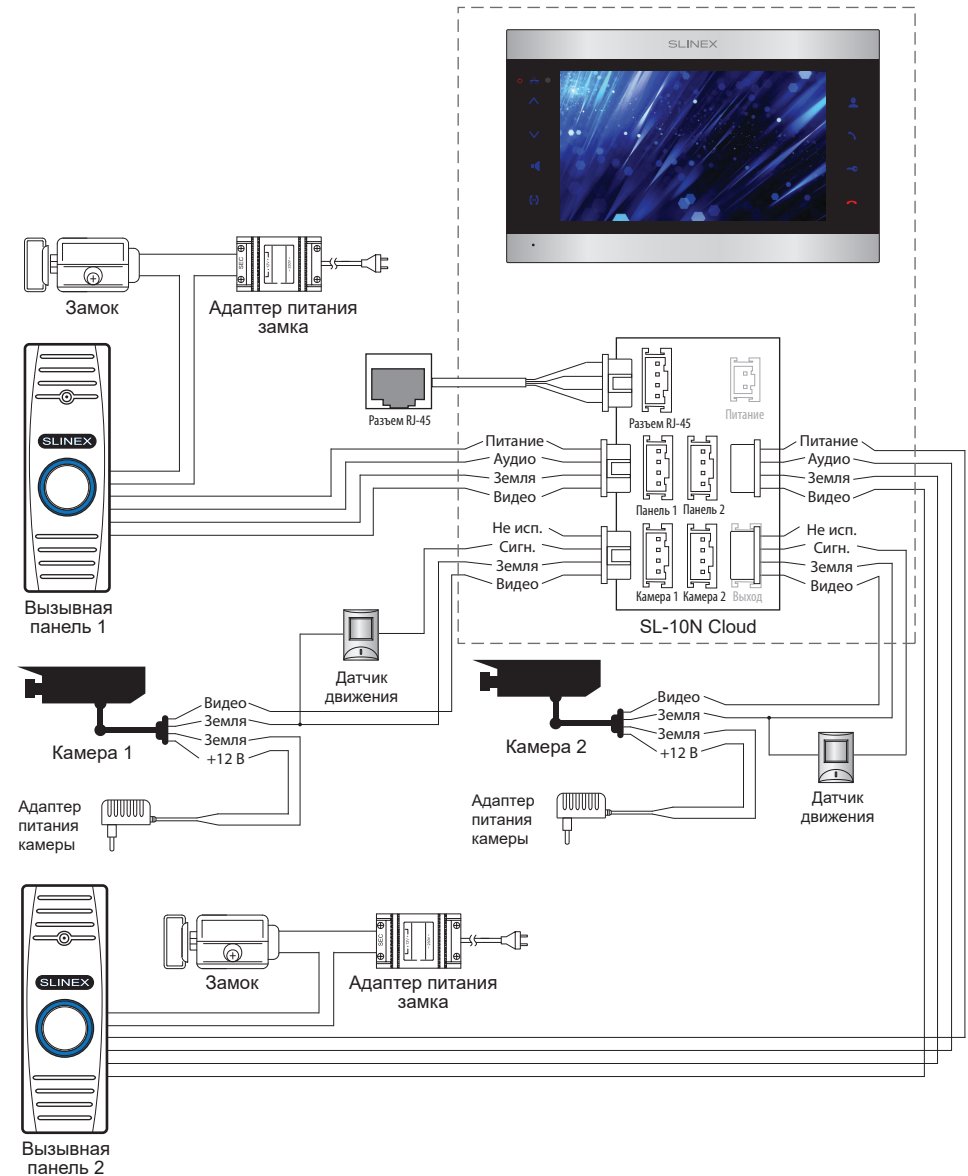 SLINEX
SEC
Замок
Адаптер питания
замка
SLINEX
Вызывная
панель 1
Разъем RJ-45
Разъем RJ-45
Питание
Питание
Аудио
Земля
Видео
Панель 1
Панель 2
Питание
Аудио
Земля
Видео
Не исп.
Сигн.
Земля
Видео
Камера 1
Камера 2
Выход
Не исп.
Сигн.
Земля
Видео
SL-10N Cloud
Датчик
движения
Камера 1
Видео
Земля
Земля
+12 В
Адаптер
питания
камеры
Камера 2
Видео
Земля
Земля
+12 В
Адаптер
питания
камеры
Датчик
движения
SLINEX
Вызывная
панель 2
Замок
SEC
Адаптер питания
замка